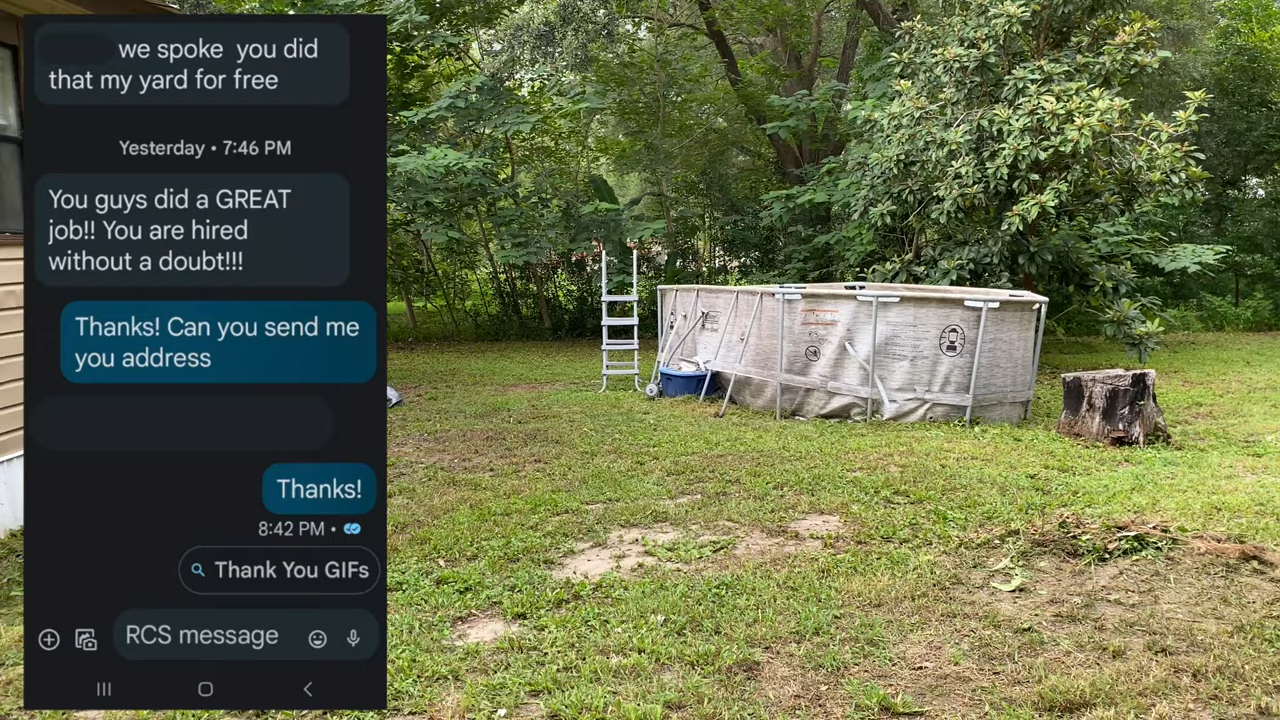 we spoke  you did
that my yard for free
Yesterday • 7:46 PM
You guys did a GREAT
job!! You are hired
without a doubt!!!
Thanks! Can you send me
you address
Thanks!
8:42 PM •
Thank You GIFs
RCS message